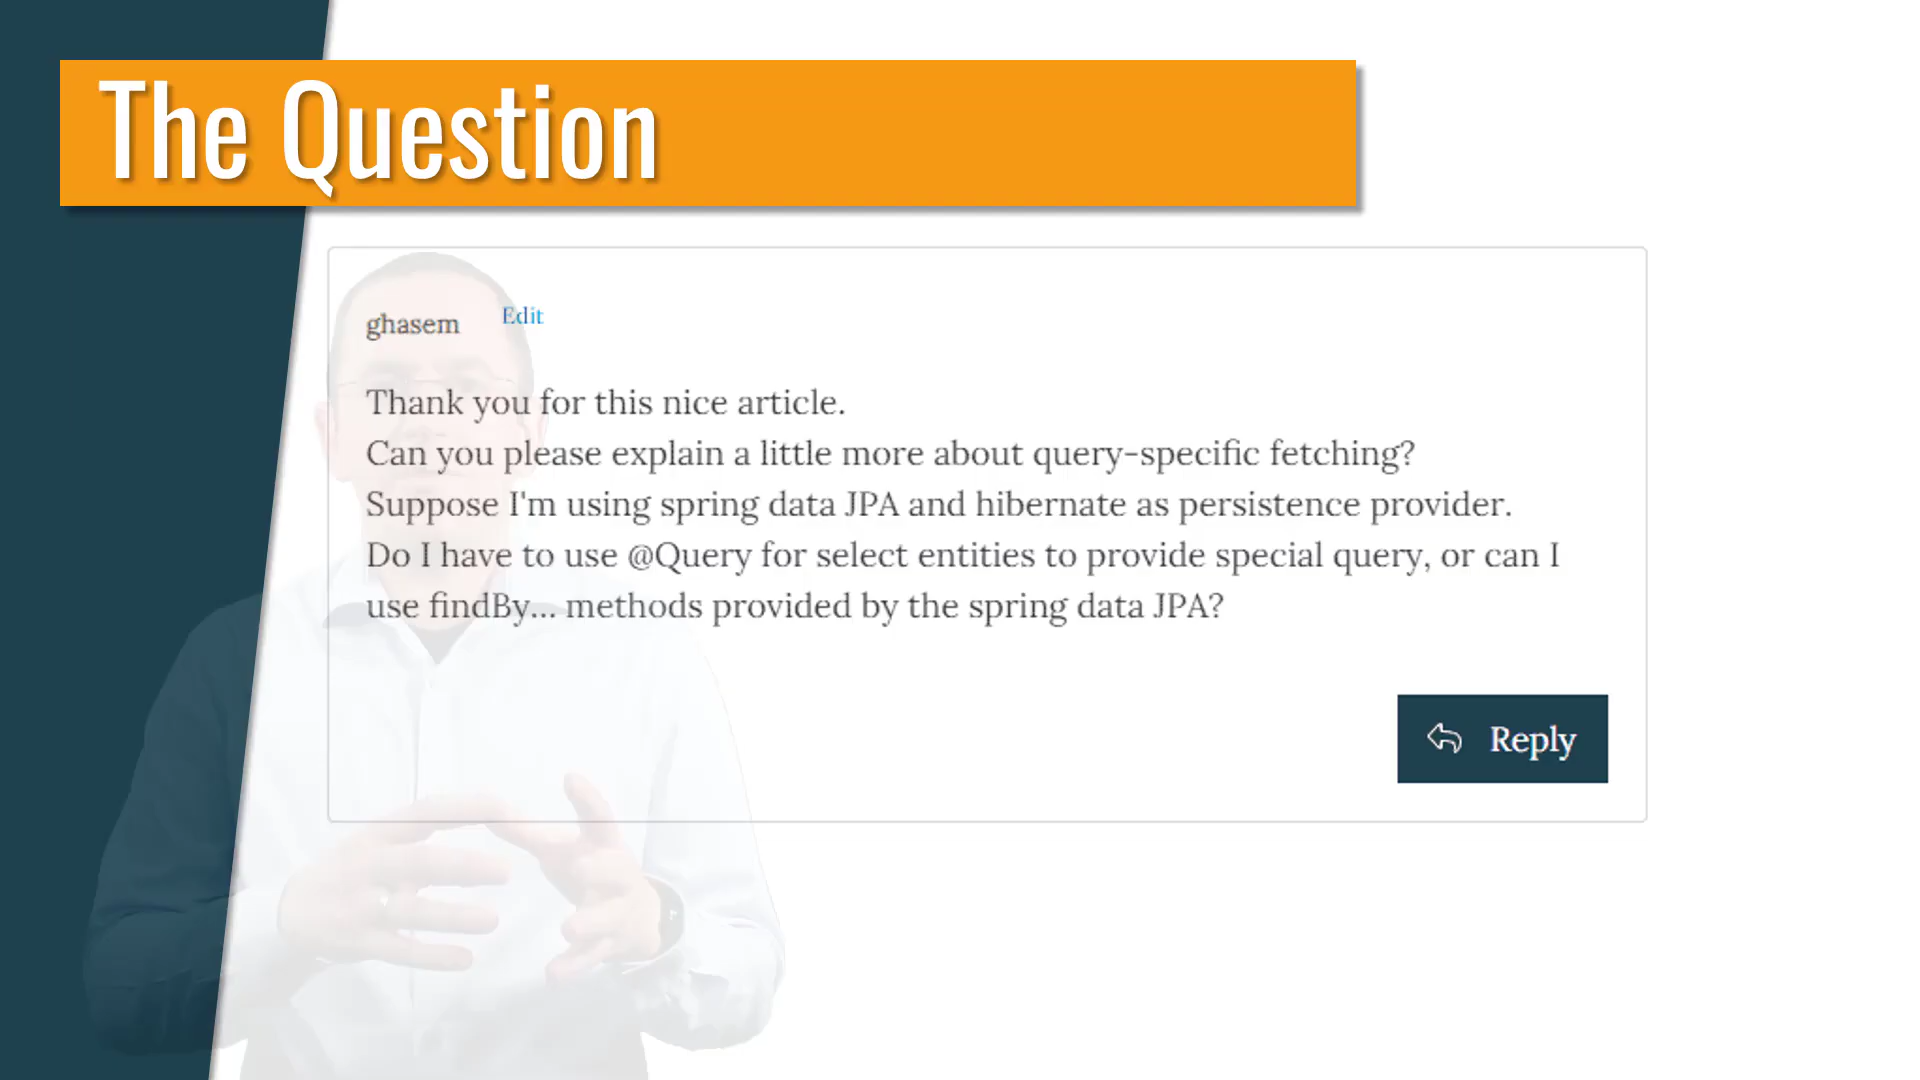 The Question
ghasem Edit
Thank you for this nice article.
Can you please explain a little more about query-specific fetching?
Suppose I'm using spring data JPA and hibernate as persistence provider.
Do I have to use @Query for select entities to provide special query, or can I
use findBy... methods provided by the spring data JPA?
Reply